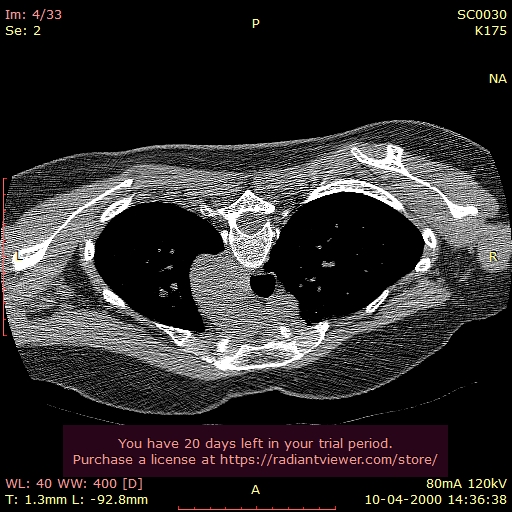 Im: 4/33
Se: 2
P
SC0030
K175
NA
L
R
You have 20 days left in your trial period.
Purchase a license at https://radiantviewer.com/store/
WL: 40 WW: 400 [D]
T: 1.3mm L: -92.8mm
A
80mA 120kV
10-04-2000 14:36:38